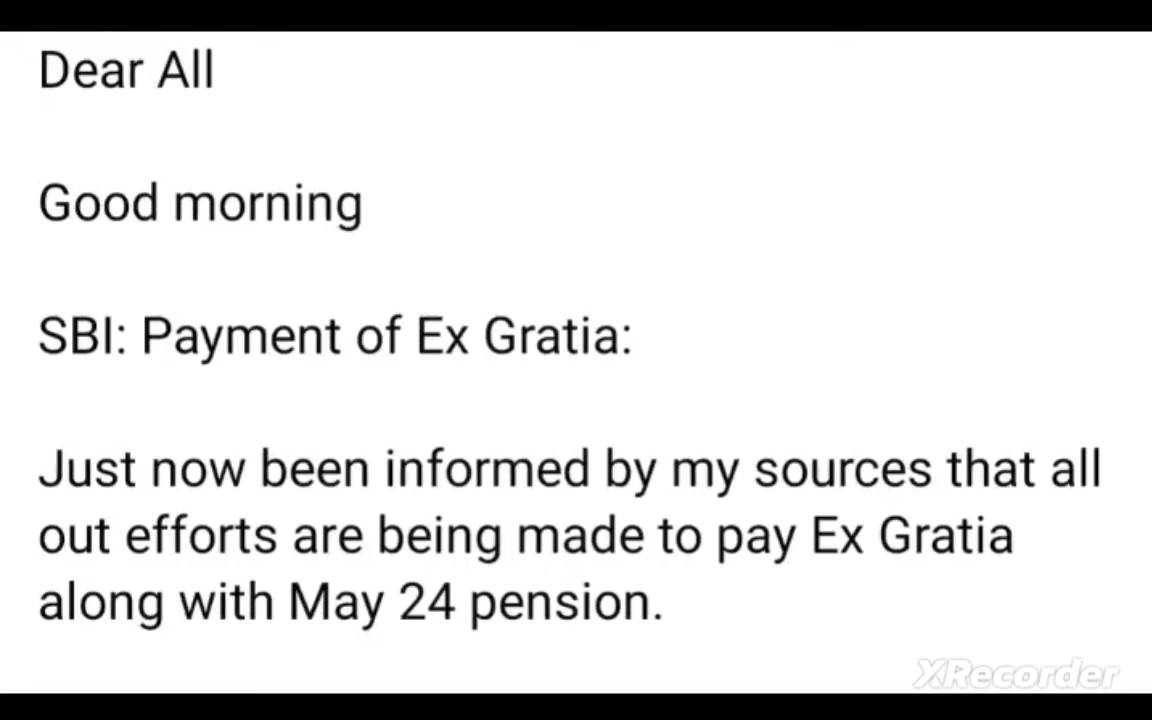 Dear All
Good morning
SBI: Payment of Ex Gratia:
Just now been informed by my sources that all
out efforts are being made to pay Ex Gratia
along with May 24 pension.
XRecorder